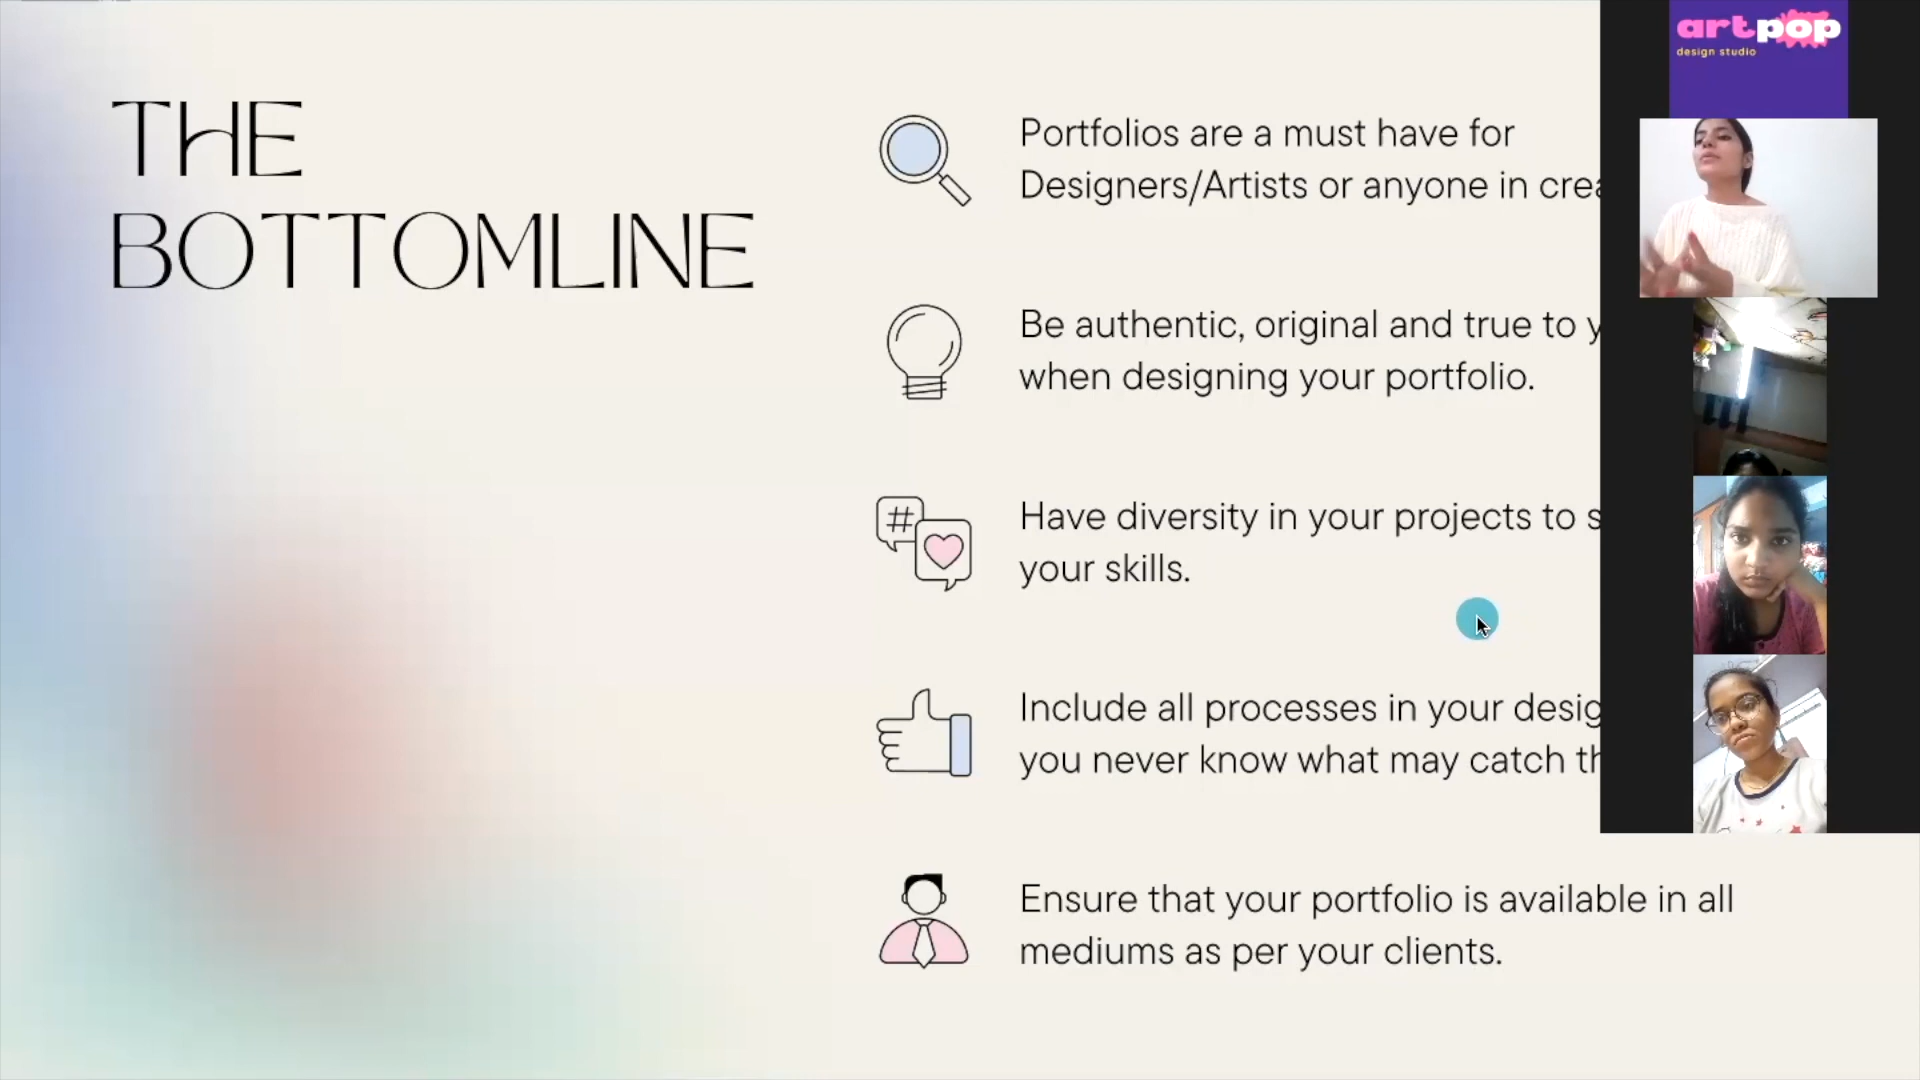 THE
BOTTOMLINE
Portfolios are a must have for
Designers/Artists or anyone in
Be authentic, original and true to
when designing your portfolio.
#
Have diversity in your projects to
your skills.
Include all processes in your
you never know what may catch
Ensure that your portfolio is available in all
mediums as per your clients.
artpop
design studio